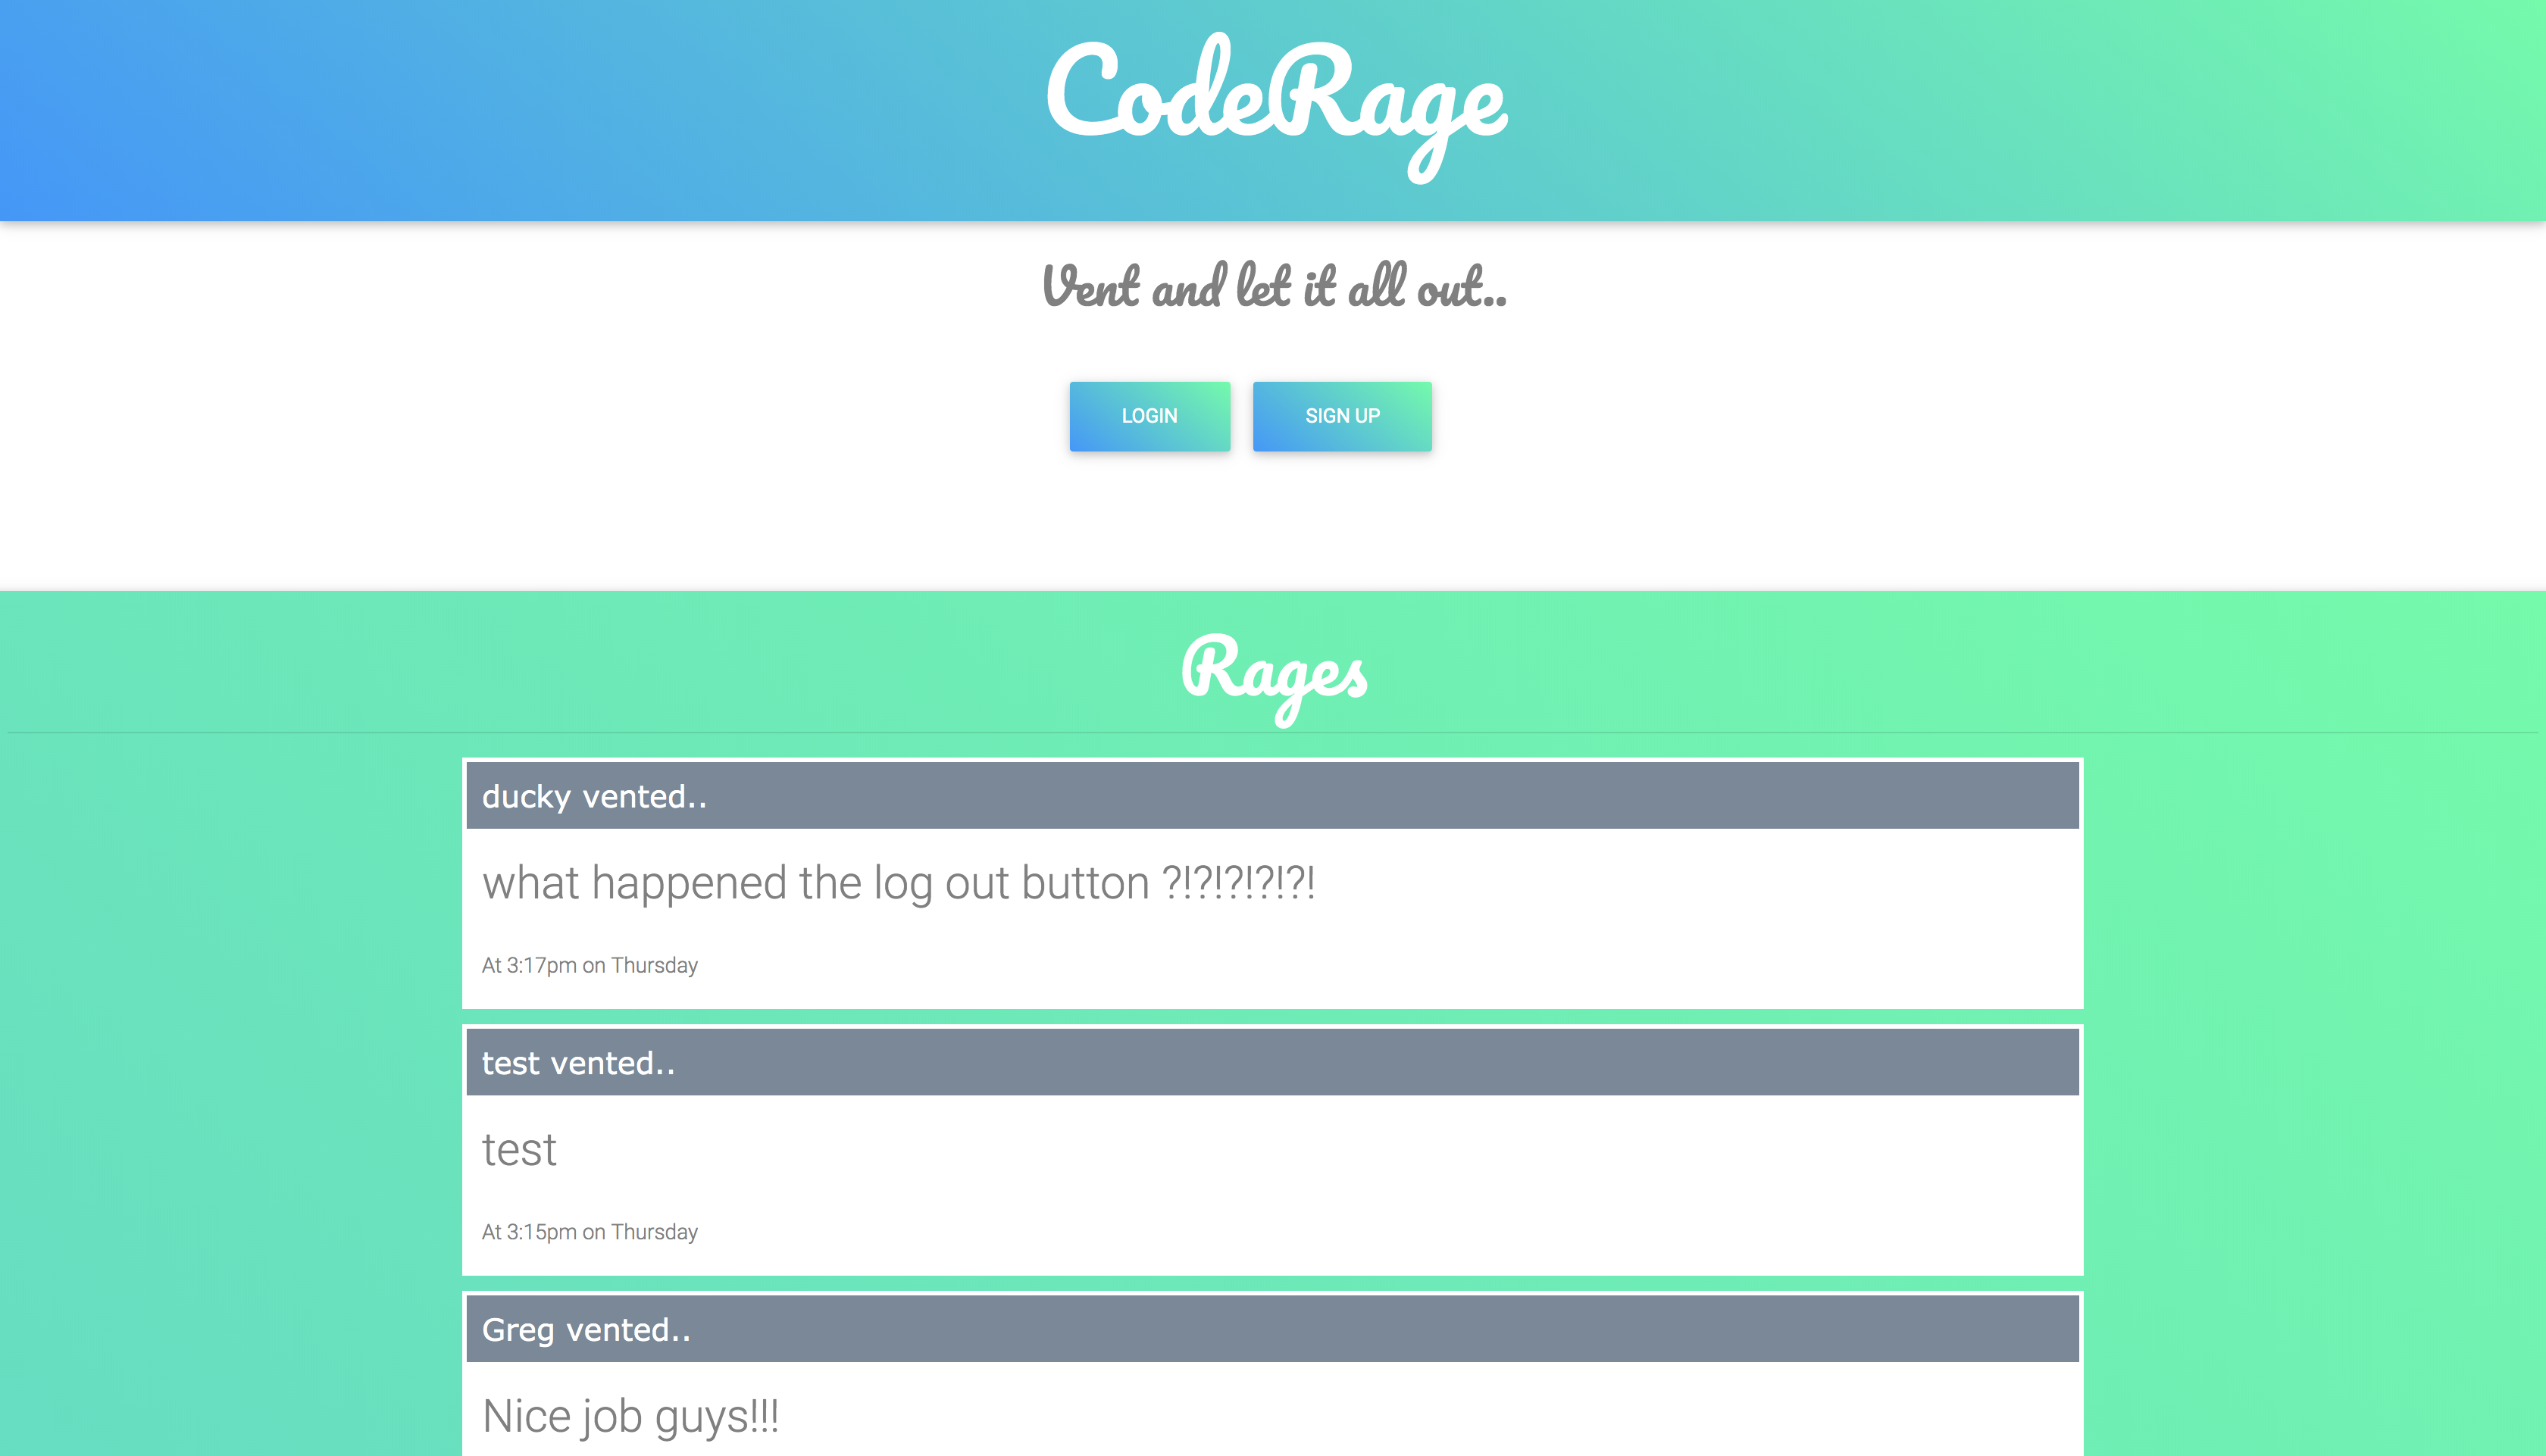 CodeRage
Vent and let it all out..
LOGIN SIGN UP
Rages
ducky vented..
what happened the log out button ?!?!?!?!?!
At 3:17pm on Thursday
test vented..
test
At 3:15pm on Thursday
Greg vented..
Nice job guys!!!